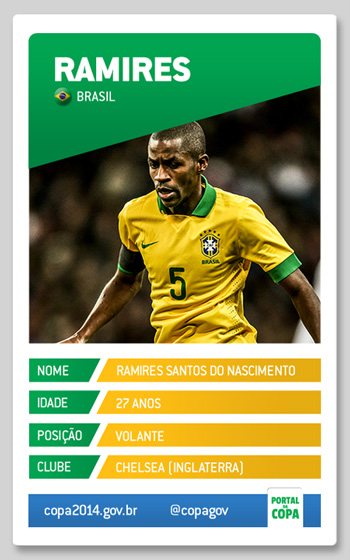 RAMIRES
BRASIL
BRASIL
5
NOME RAMIRES SANTOS DO NASCIMENTO
IDADE 27 ANOS
POSIÇÃO VOLANTE
CLUBE CHELSEA (INGLATERRA)
copa2014.gov.br @copagov
PORTAL
DA
COPA